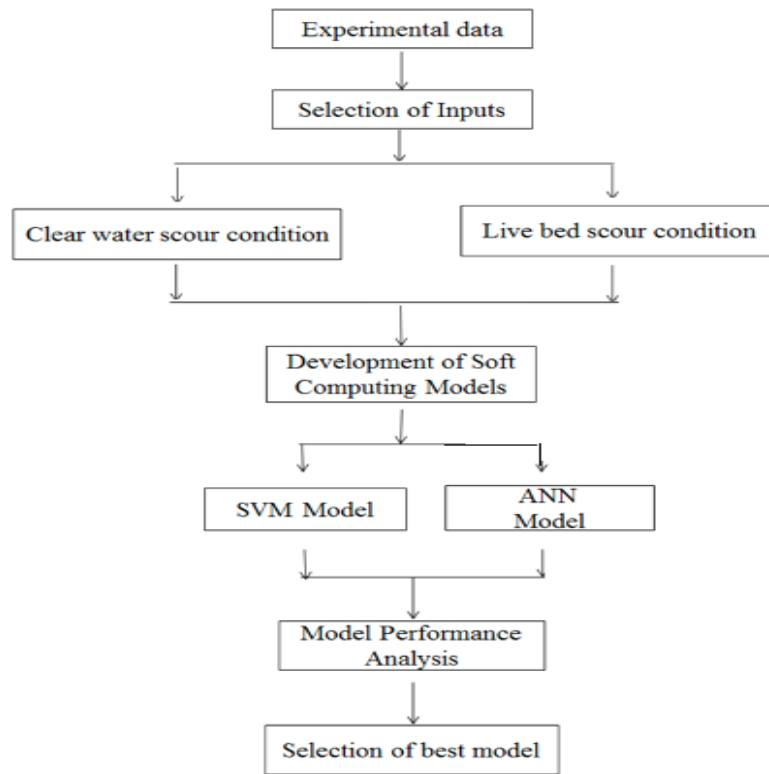 Experimental data
Selection of Inputs
Clear water scour condition
Live bed scour condition
Development of Soft
Computing Models
SVM Model
ANN
Model
Model Performance
Analysis
Selection of best model